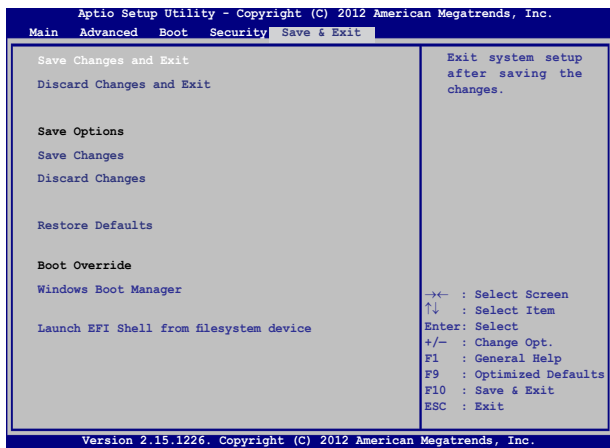 Aptio Setup Utility - Copyright (C) 2012 American Megatrends, Inc.
Main Advanced Boot Security Save & Exit
Save Changes and Exit
Discard Changes and Exit
Save Options
Save Changes
Discard Changes
Restore Defaults
Boot Override
Windows Boot Manager
Launch EFI Shell from filesystem device
Exit system setup
after saving the
changes.
→← : Select Screen
↑↓ : Select Item
Enter: Select
+/— : Change Opt.
F1 : General Help
F9 : Optimized Defaults
F10 : Save & Exit
ESC : Exit
Version 2.15.1226. Copyright (C) 2012 American Megatrends, Inc.